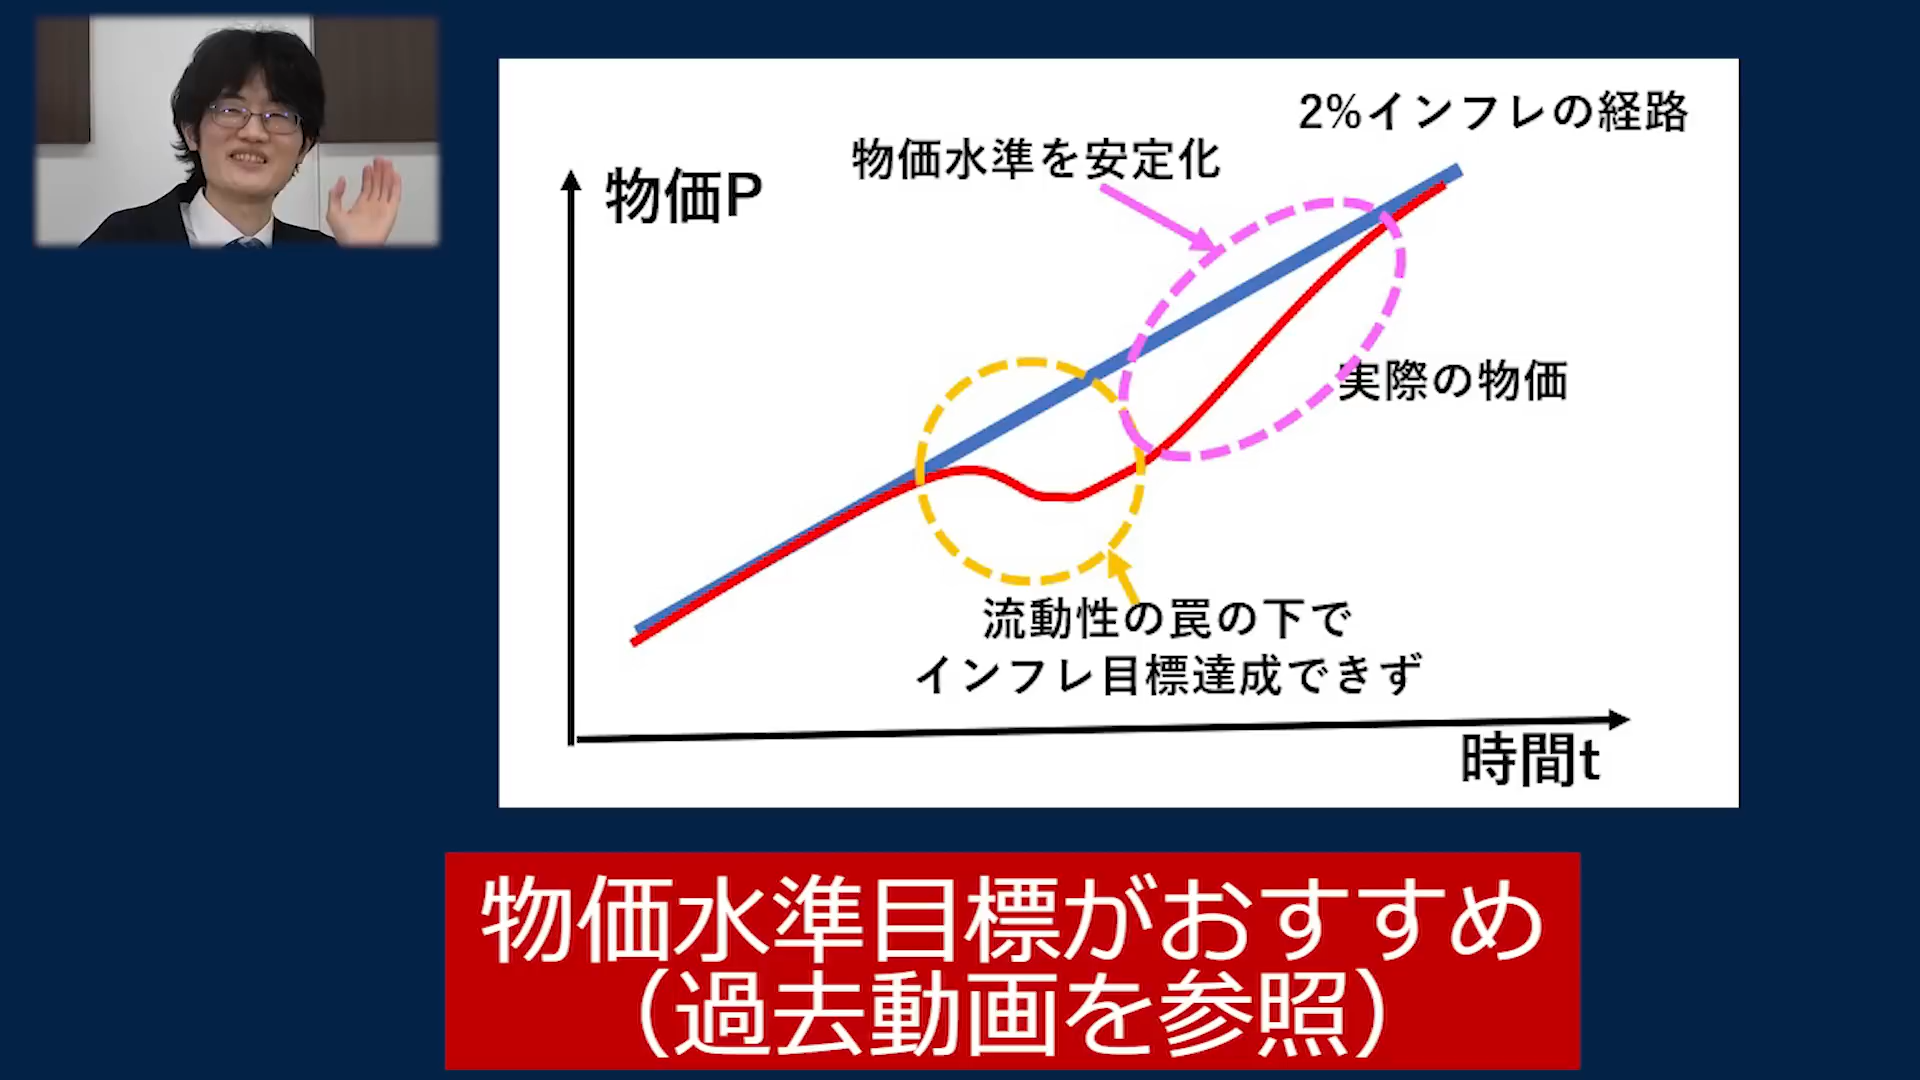 2%インフレの経路
物価水準を安定化
物価P
実際の物価
流動性の罠の下で
インフレ目標達成できず
時間t
物価水準目標がおすすめ
(過去動画を参照)